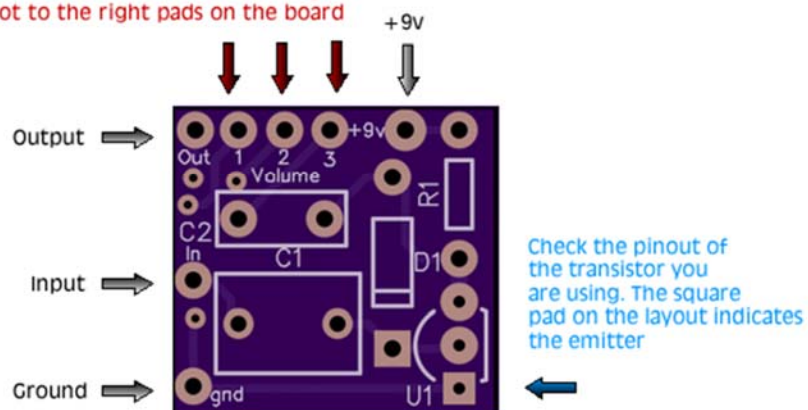 ot to the right pads on the board
+9v
Output
Out 1 2 3 +9v
Volume
R1
C2
In
C1
D1
Input
Check the pinout of
the transistor you
are using. The square
pad on the layout indicates
the emitter
Ground
gnd
U1